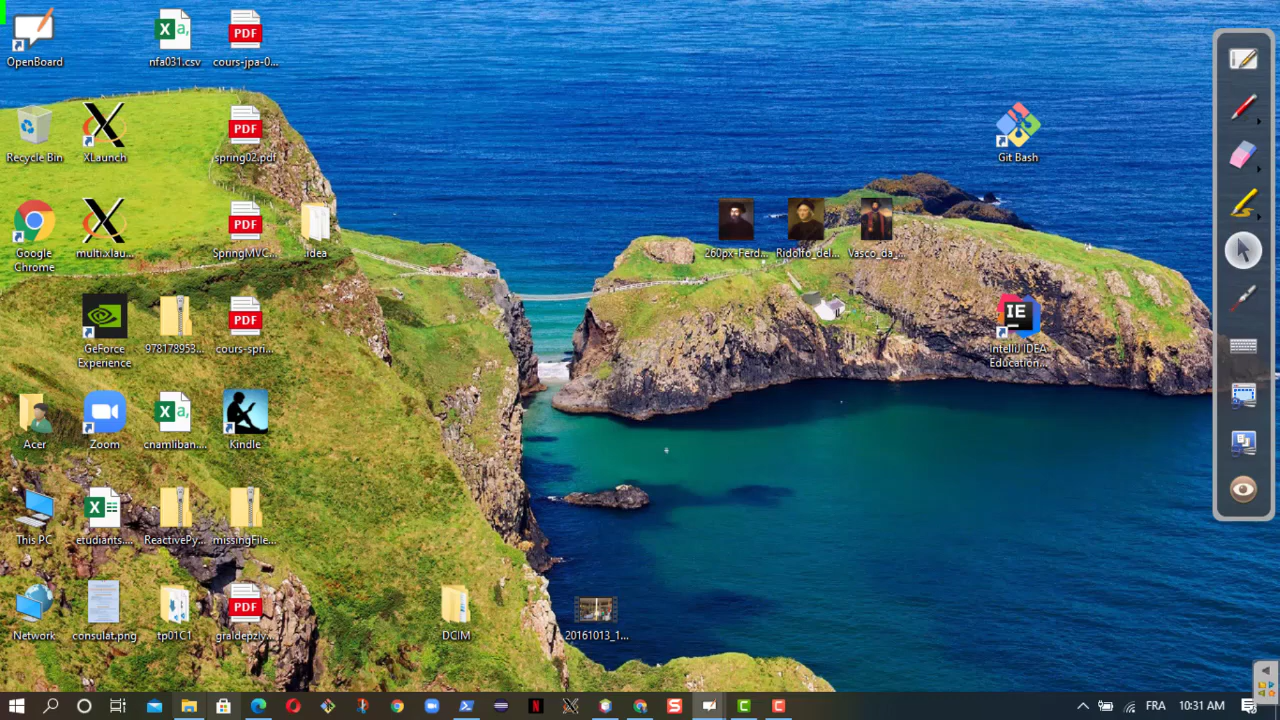 OpenBoard
nfa031.csv
cours-jpa-0...
Recycle Bin
XLaunch
spring02.pdf
Git Bash
Google
Chrome
multi.xlau...
SpringMVC...
.idea
260px-Ferd...
Ridolfo_del...
Vasco_da_...
GeForce
Experience
978178953...
cours-spri...
IntelliJ IDEA
Education...
Acer
Zoom
cnamliban....
Kindle
This PC
etudiants....
ReactivePy...
missingFile...
Network
consulat.png
tp01C1
graldepzly...
DCIM
20161013_1...
FRA
10:31 AM